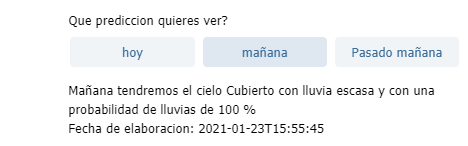 Que prediccion quieres ver?
hoy mañana Pasado mañana
Mañana tendremos el cielo Cubierto con lluvia escasa y con una
probabilidad de lluvias de 100 %
Fecha de elaboracion: 2021-01-23T15:55:45